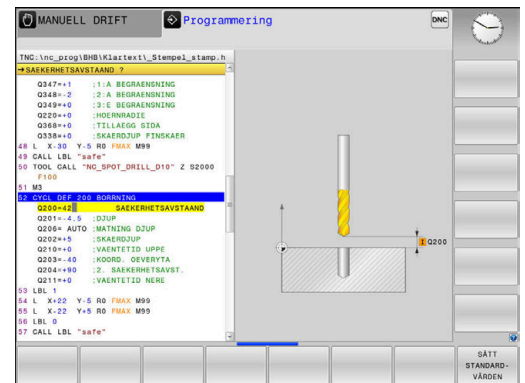 MANUELL DRIFT
Programmering
DNC
TNC:\nc_prog\BHB\Klartext\_Stempel_stamp.h
→SAEKERHETSAVSTAAND ?
Q347=+1 ;1:A BEGRAENSNING
Q348=-2 ;2:A BEGRAENSNING
Q349=+0 ;3:E BEGRAENSNING
Q220=+0 ;HOERNRADIE
Q368=+0 ;TILLAEGG SIDA
Q338=+0 ;SKAERDJUP FINSKAER
48 L X-30 Y-5 R0 FMAX M99
49 CALL LBL "safe"
50 TOOL CALL "NC_SPOT_DRILL_D10" Z S2000
F100
51 M3
52 CYCL DEF 200 BORRNING
Q200=42 SAEKERHETSAVSTAAND
Q201=-4.5 ;DJUP
Q206= AUTO ;MATNING DJUP
Q202=+5 ;SKAERDJUP
Q210=+0 ;VAENTETID UPPE
Q203=-40 ;KOORD. OEVERYTA
Q204=+90 ;2. SAEKERHETSAVST.
Q211=+0 ;VAENTETID NERE
53 LBL 1
54 L X+22 Y-5 R0 FMAX M99
55 L X-22 Y+5 R0 FMAX M99
56 LBL 0
57 CALL LBL "safe"
Q200
SÄTT
STANDARD-
VÄRDEN